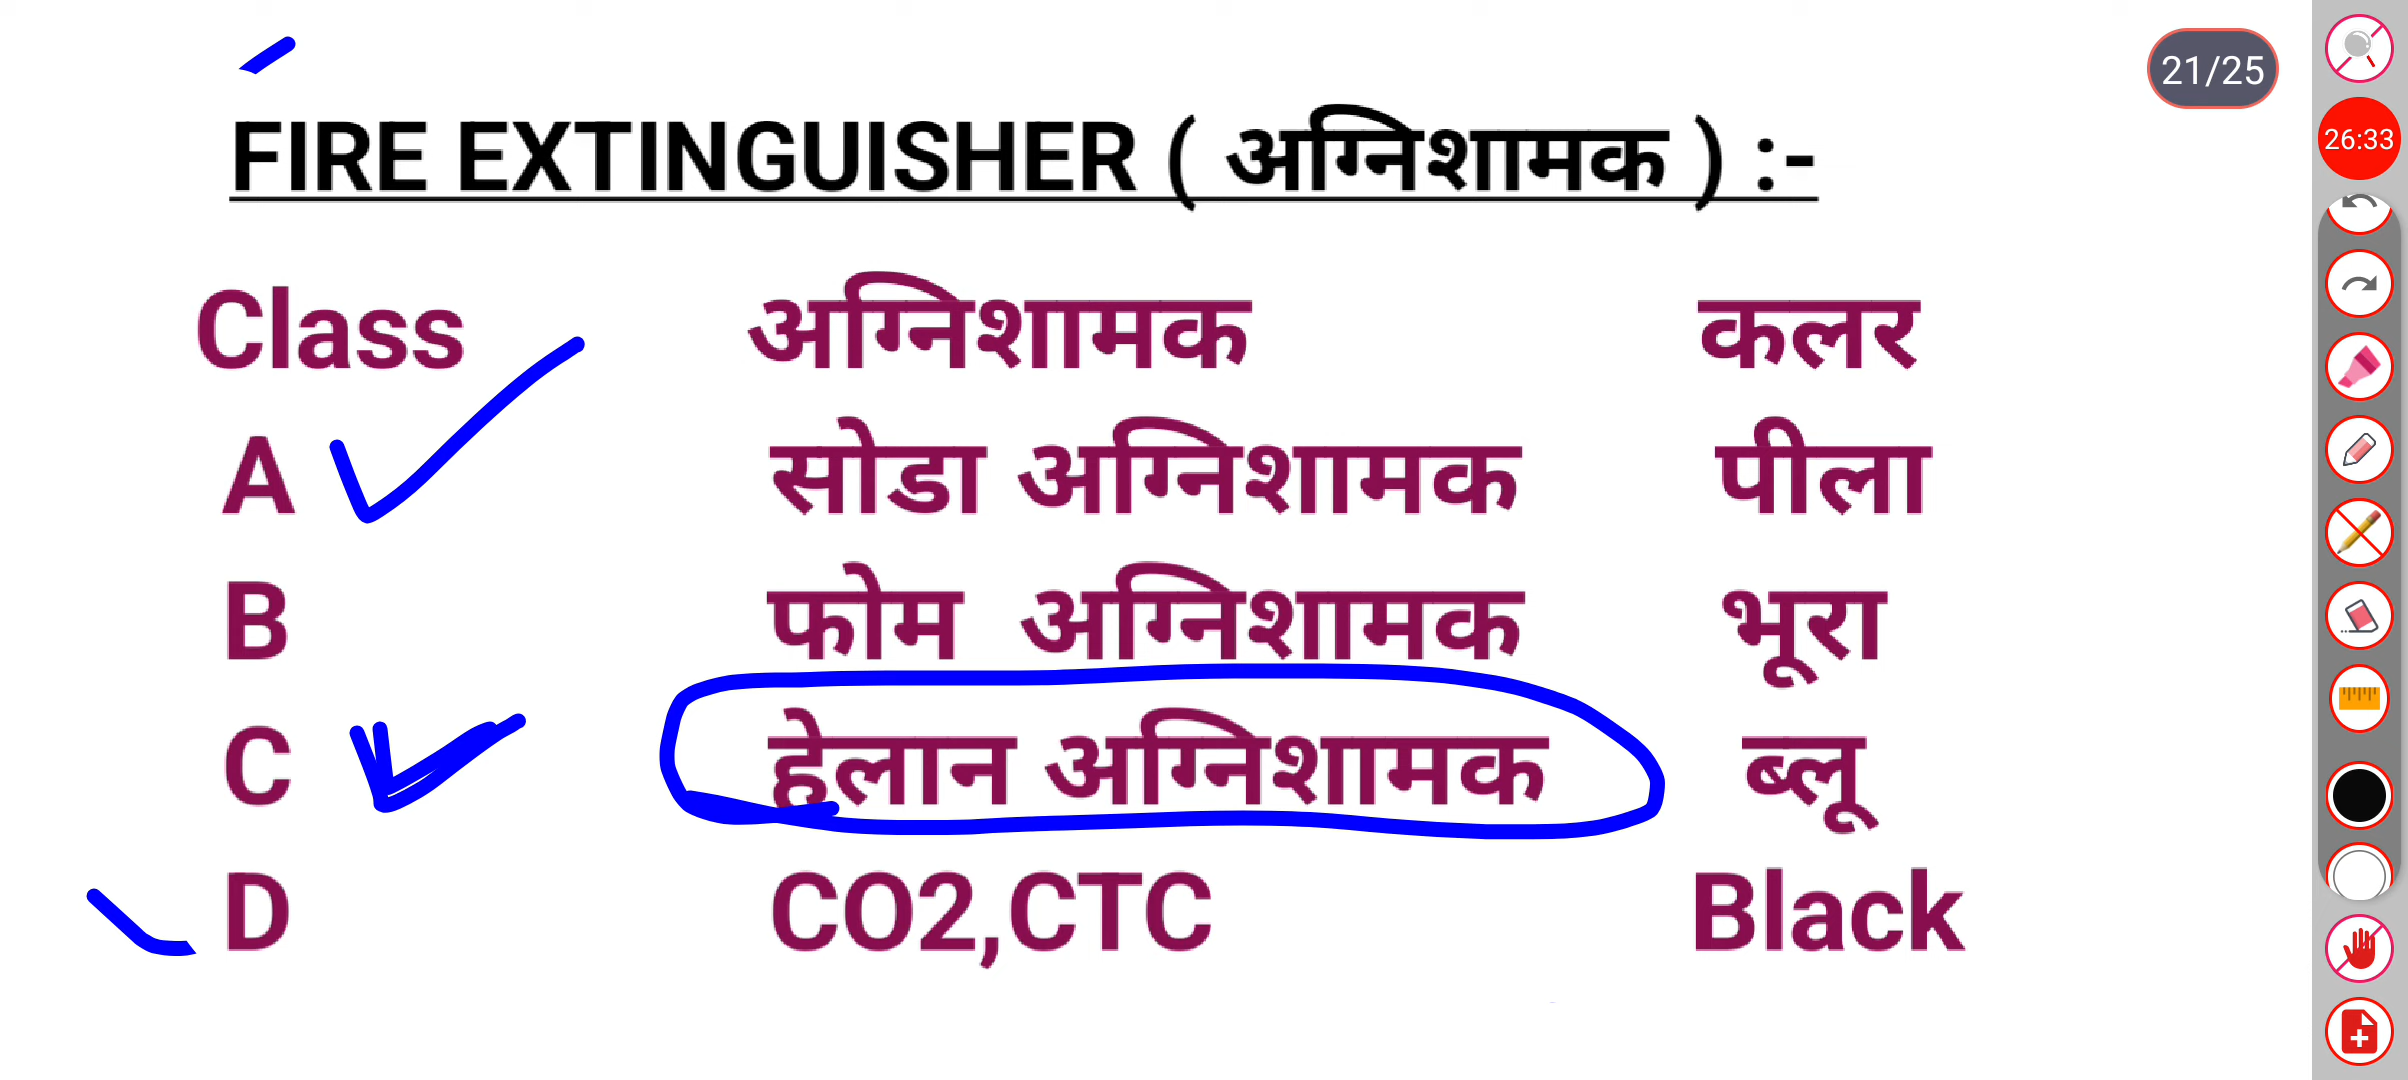 21/25
26:33
FIRE EXTINGUISHER ( अग्निशामक ) :-
Class अग्निशामक कलर
A सोडा अग्निशामक पीला
B फोम अग्निशामक भूरा
C हेलान अग्निशामक ब्लू
D CO2,CTC Black